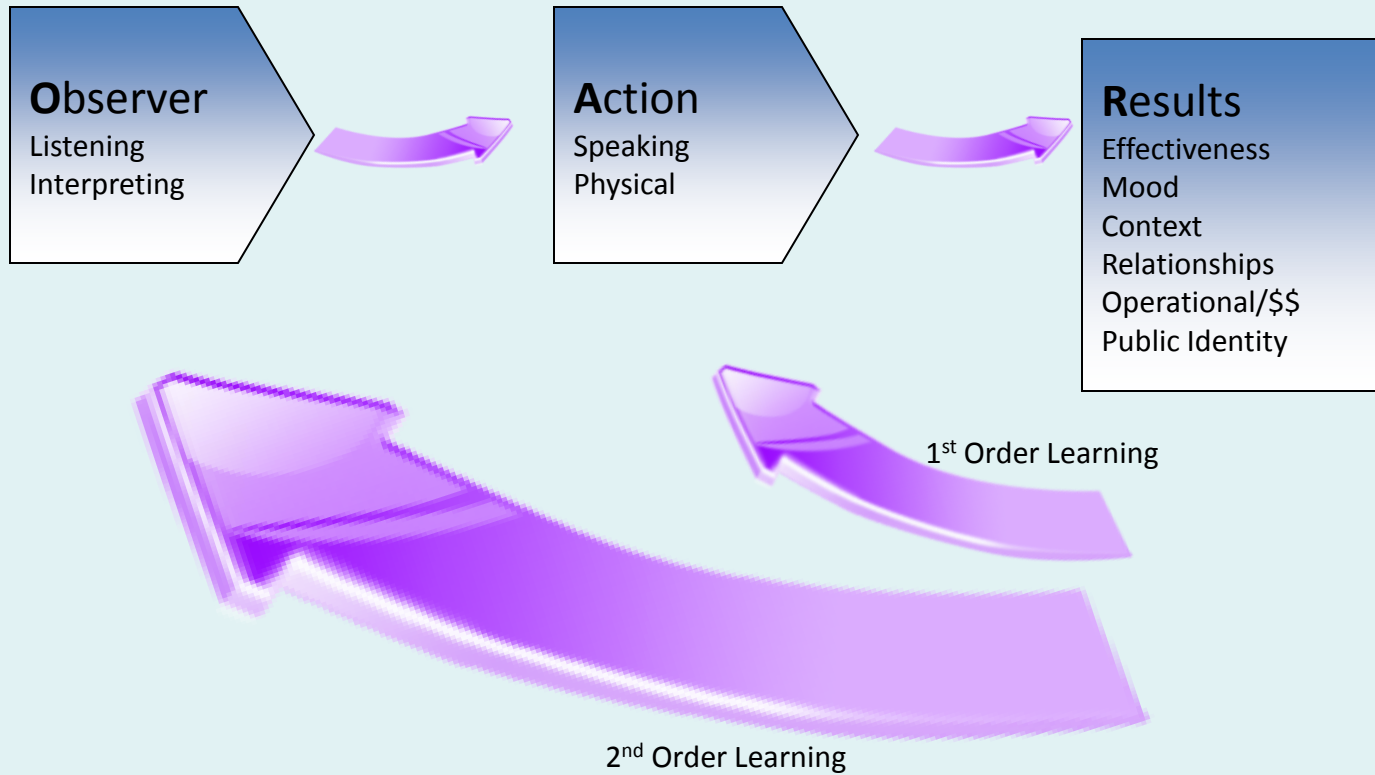 Observer
Listening
Interpreting
Action
Speaking
Physical
Results
Effectiveness
Mood
Context
Relationships
Operational/$$
Public Identity
1st Order Learning
2nd Order Learning